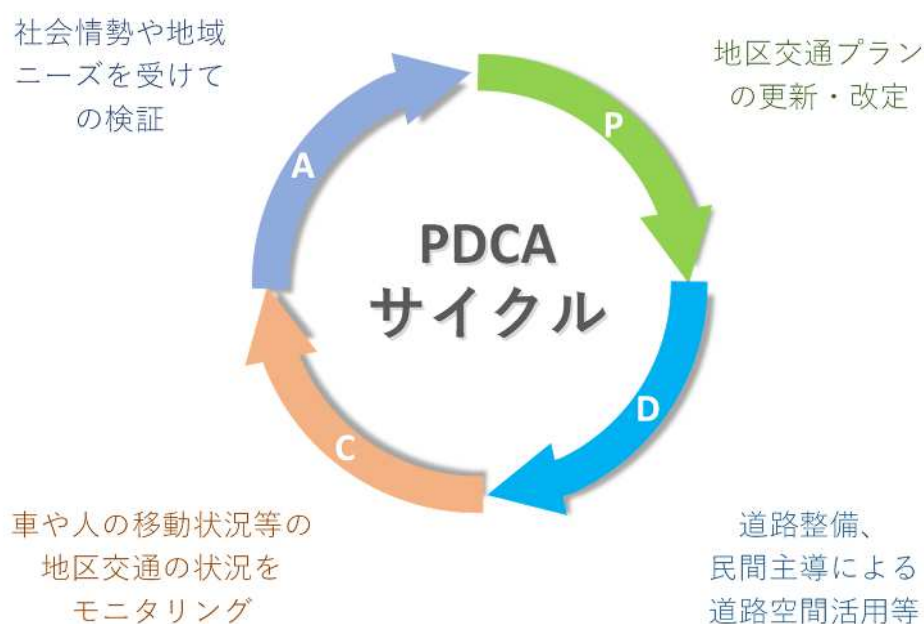 社会情勢や地域
ニーズを受けて
の検証
地区交通プラン
の更新・改定
A
P
PDCA
サイクル
C
D
車や人の移動状況等の
地区交通の状況を
モニタリング
道路整備、
民間主導による
道路空間活用等